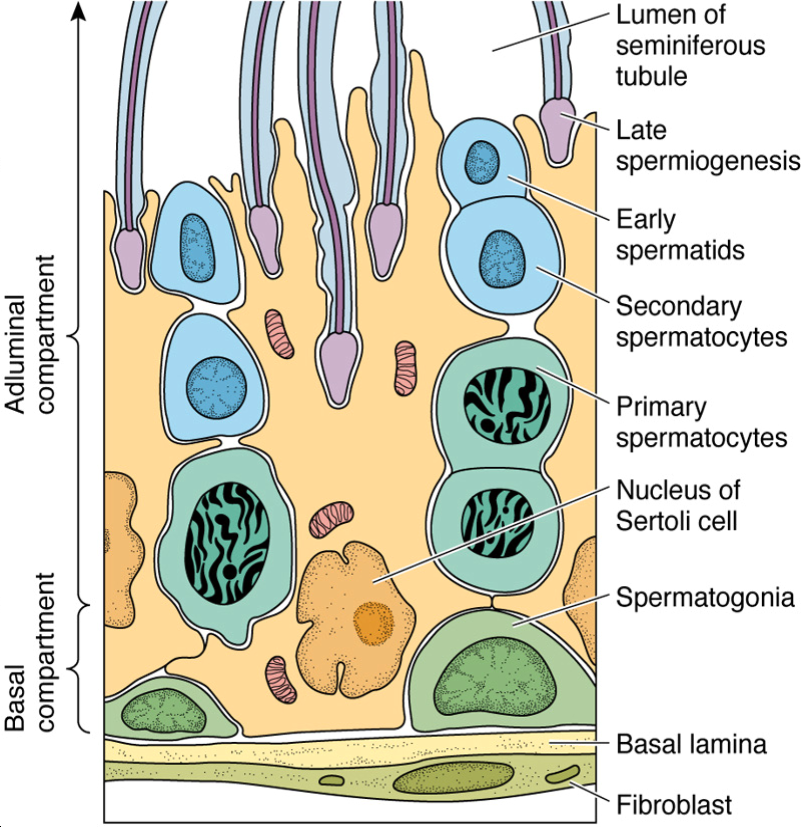 Lumen of
seminiferous
tubule
Late
spermiogenesis
Early
spermatids
Secondary
spermatocytes
Primary
spermatocytes
Nucleus of
Sertoli cell
Spermatogonia
Basal lamina
Fibroblast
Adluminal
compartment
Basal
compartment